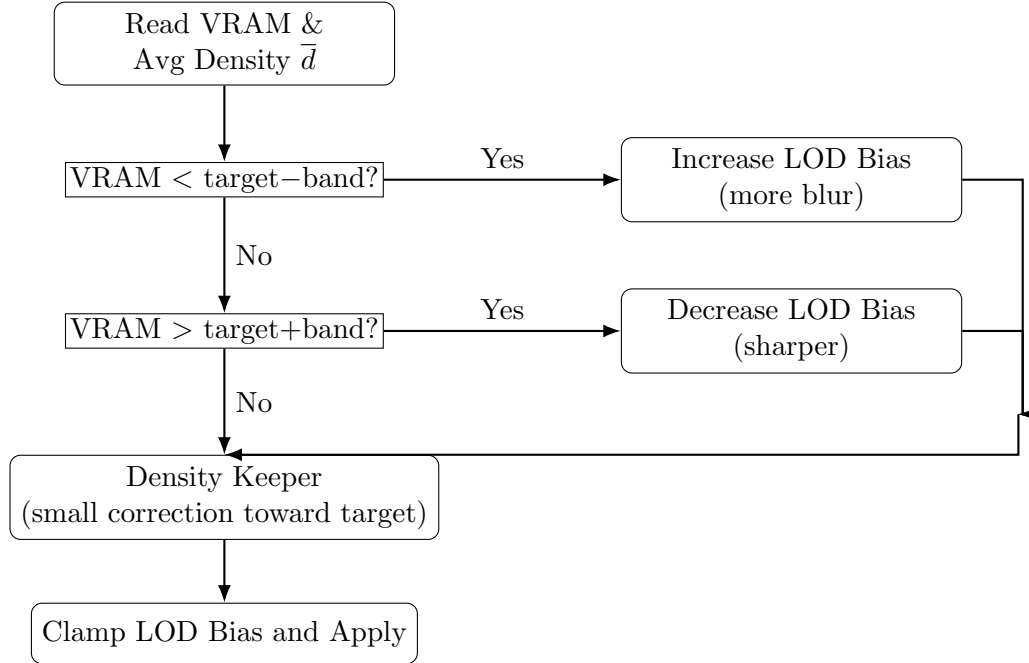 Read VRAM &
Avg Density d̅
VRAM < target−band?
Yes
Increase LOD Bias
(more blur)
No
VRAM > target+band?
Yes
Decrease LOD Bias
(sharper)
No
Density Keeper
(small correction toward target)
Clamp LOD Bias and Apply